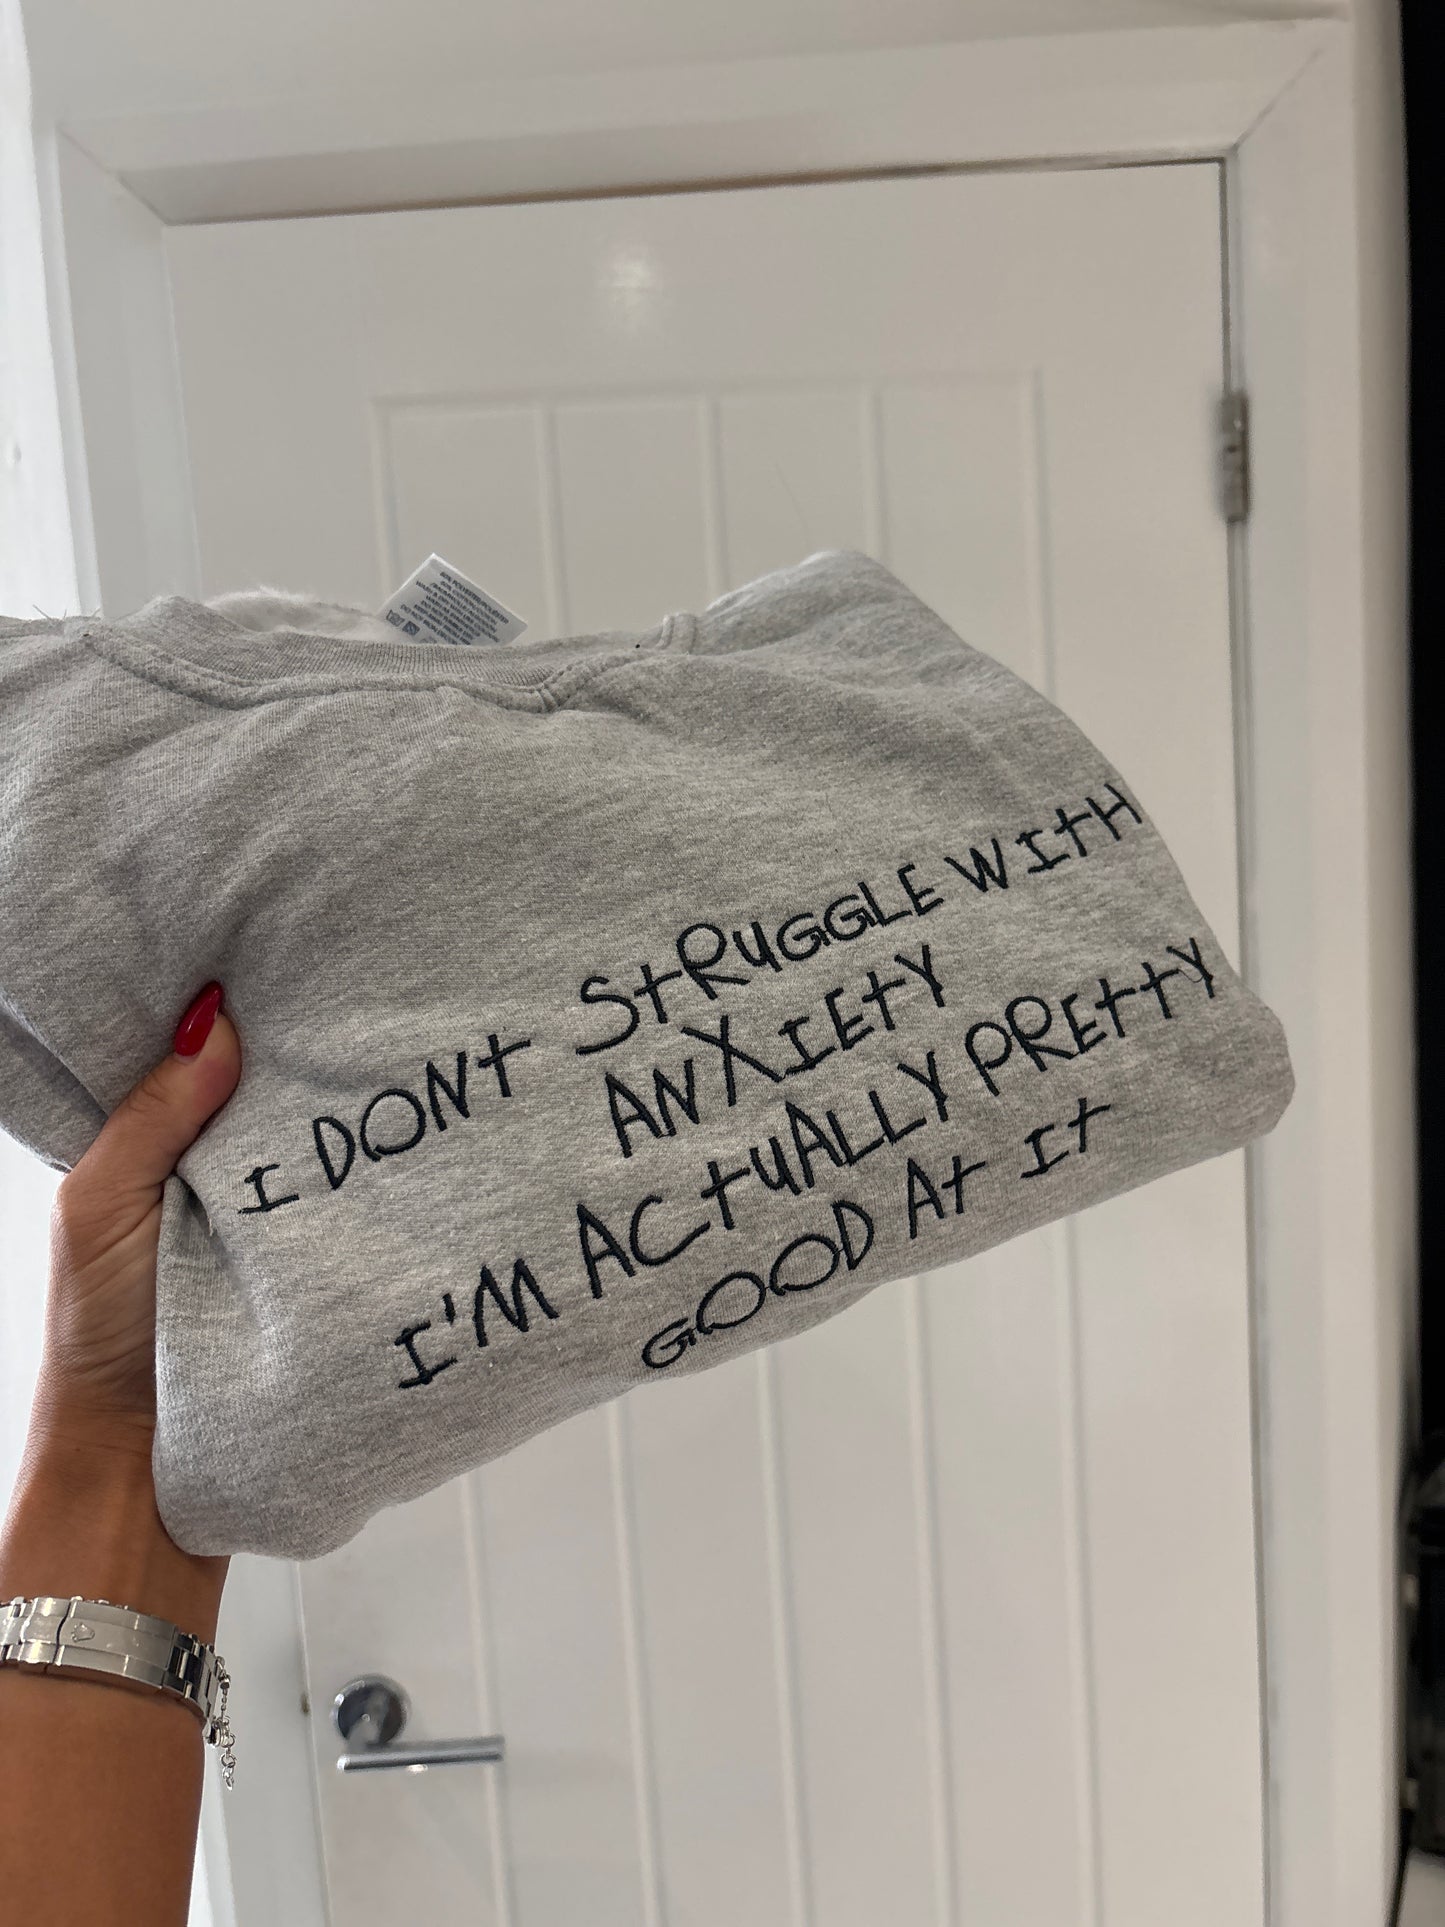 I DONt StRuGGLE WItH
ANXIEtY
I'M ACtuALLY PREttY
GOOD At It